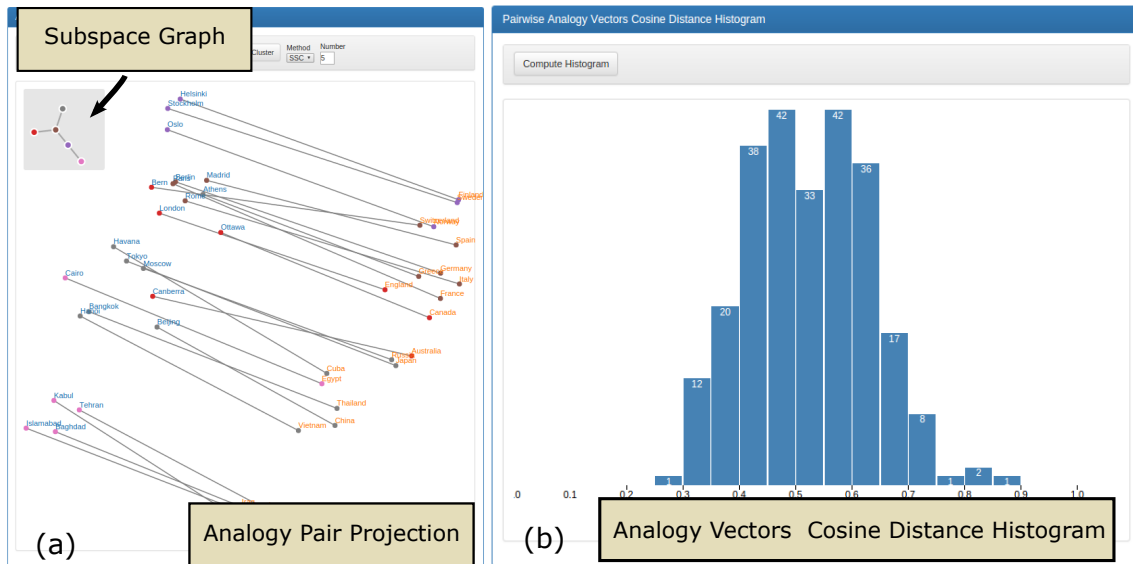 Subspace Graph
Cluster
Method
SSC
Number
5
Helsinki
Stockholm
Oslo
Finland
Sweden
Berlin
Paris
Madrid
Bern
Athens
Rome
London
Switzerland
Norway
Ottawa
Spain
Havana
Tokyo
Moscow
Germany
Cairo
Italy
England
France
Canberra
Canada
Bangkok
Hanoi
Beijing
Australia
Japan
Cuba
Egypt
Kabul
Tehran
Thailand
Islamabad
Baghdad
Vietnam
China
(a)
Analogy Pair Projection
Pairwise Analogy Vectors Cosine Distance Histogram
Compute Histogram
42
42
38
36
33
20
17
12
8
1
1
2
1
.0
0.1
0.2
0.3
0.4
0.5
0.6
0.7
0.8
0.9
1.0
(b)
Analogy Vectors Cosine Distance Histogram